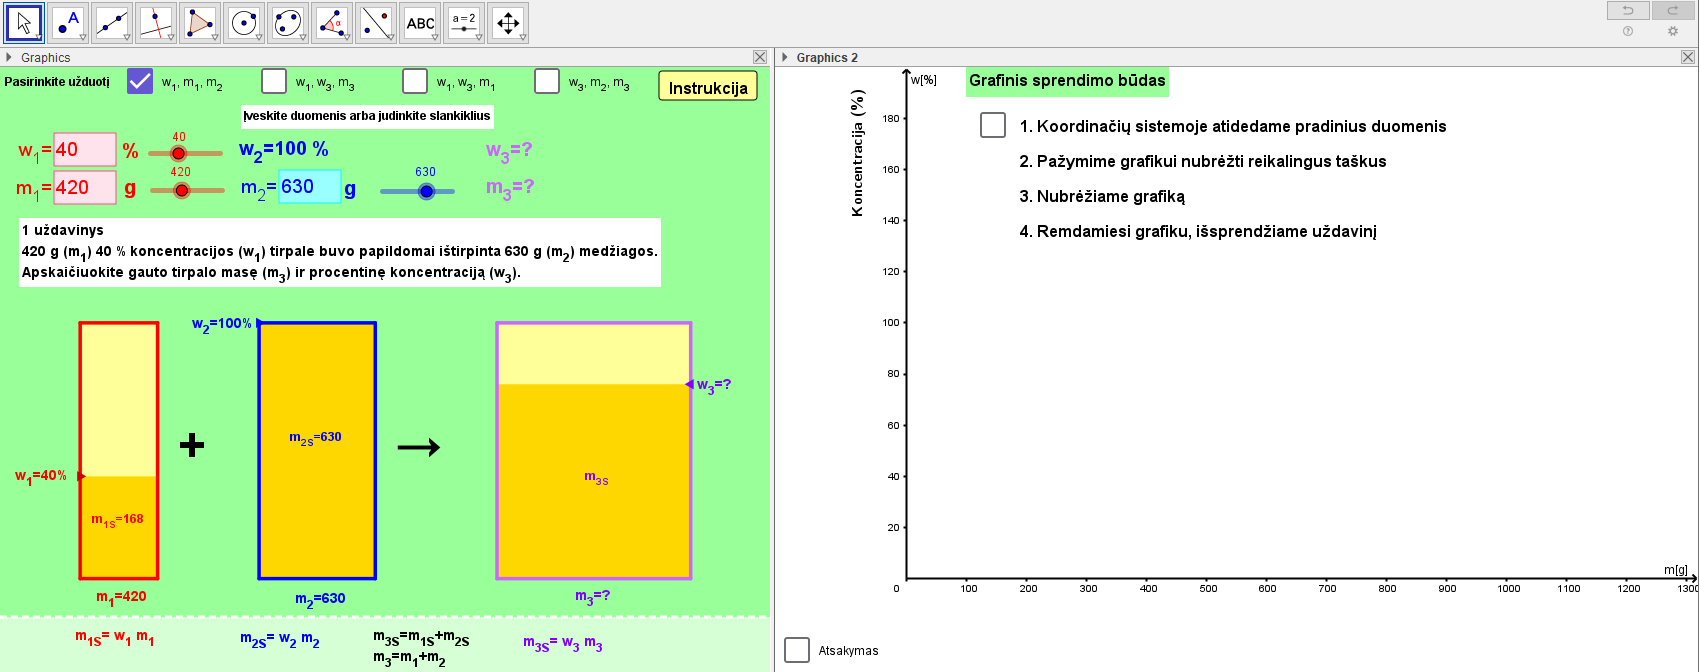 A
α
ABC
a = 2
Graphics
Graphics 2
Pasirinkite užduotį
w1, m1, m2
w1, w3, m3
w1, w3, m1
w3, m2, m3
Instrukcija
Įveskite duomenis arba judinkite slankiklius
w1= 40 %
40
w2=100 %
w3=?
m1= 420 g
420
m2= 630 g
630
m3=?
1 uždavinys
420 g (m1) 40 % koncentracijos (w1) tirpale buvo papildomai ištirpinta 630 g (m2) medžiagos.
Apskaičiuokite gauto tirpalo masę (m3) ir procentinę koncentraciją (w3).
w2=100%
w3=?
m2S=630
+
→
w1=40%
m3S
m1S=168
m1=420
m2=630
m3=?
m1S= w1 m1
m2S= w2 m2
m3S=m1S+m2S
m3=m1+m2
m3S= w3 m3
w[%]
Koncentracija (%)
Grafinis sprendimo būdas
1. Koordinačių sistemoje atidedame pradinius duomenis
2. Pažymime grafikui nubrėžti reikalingus taškus
3. Nubrėžiame grafiką
4. Remdamiesi grafiku, išsprendžiame uždavinį
180
160
140
120
100
80
60
40
20
m[g]
0 100 200 300 400 500 600 700 800 900 1000 1100 1200 1300
Atsakymas